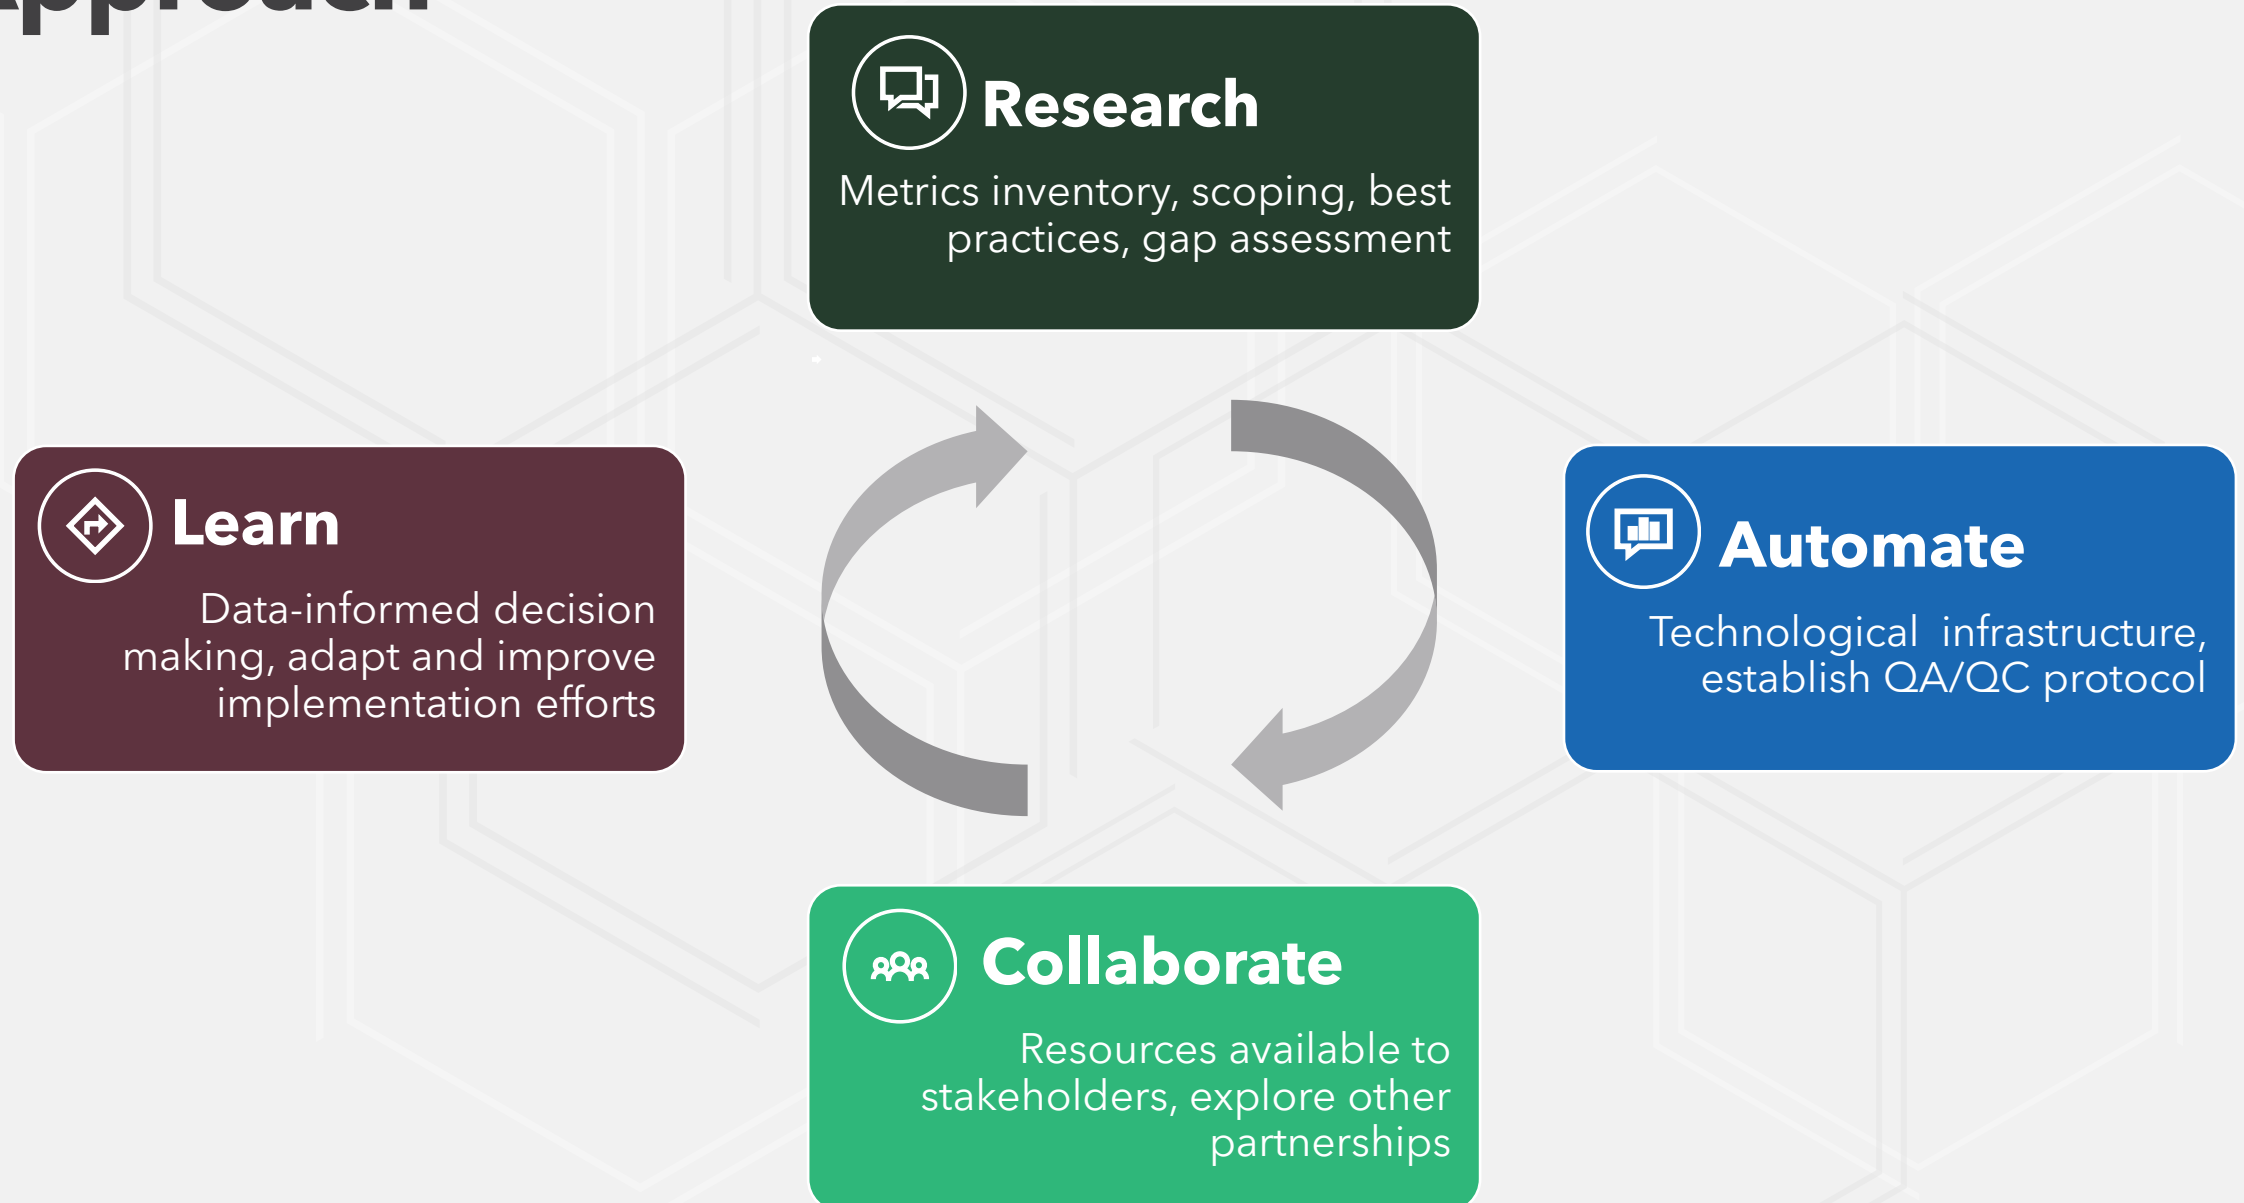 Approach
Research
Metrics inventory, scoping, best
practices, gap assessment
Learn
Data-informed decision
making, adapt and improve
implementation efforts
Automate
Technological  infrastructure,
establish QA/QC protocol
Collaborate
Resources available to
stakeholders, explore other
partnerships